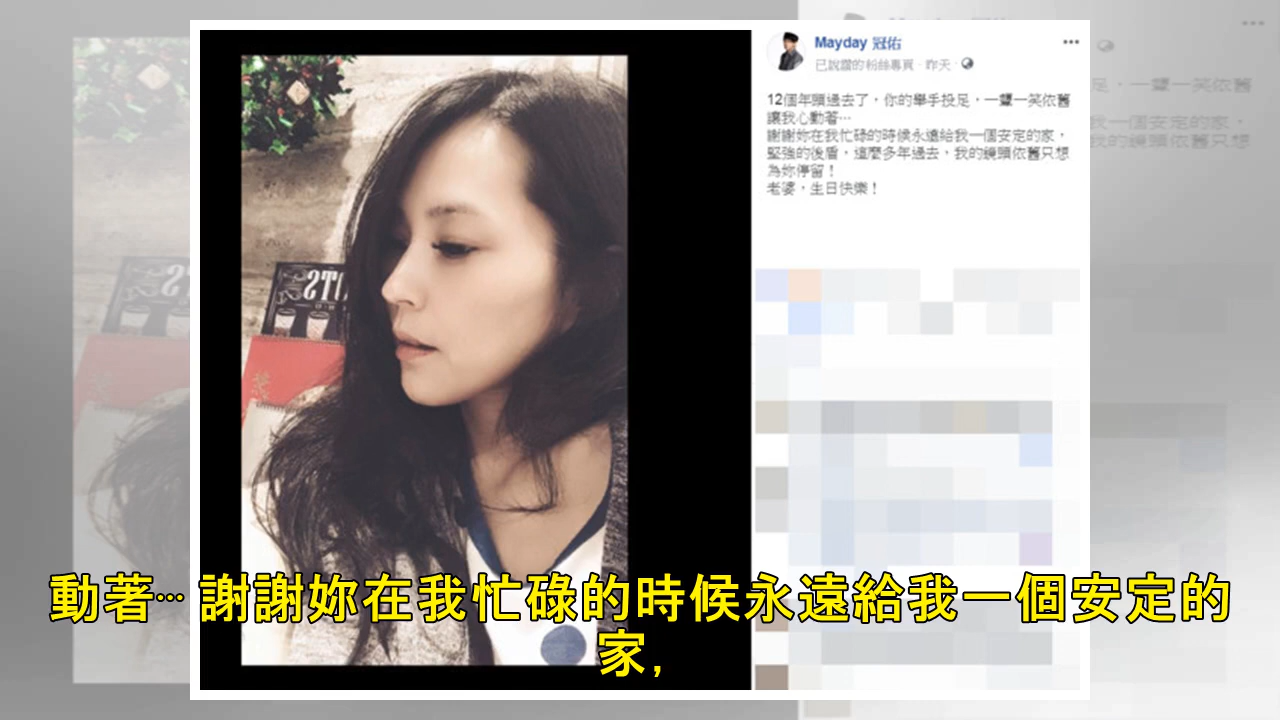 Mayday 冠佑
已說讚的粉絲專頁·昨天·
12個年頭過去了，你的舉手投足，一顰一笑依舊
讓我心動著…
謝謝妳在我忙碌的時候永遠給我一個安定的家，
堅強的後盾，這麼多年過去，我的鏡頭依舊只想
為妳停留！
老婆，生日快樂！
動著…謝謝妳在我忙碌的時候永遠給我一個安定的
家,